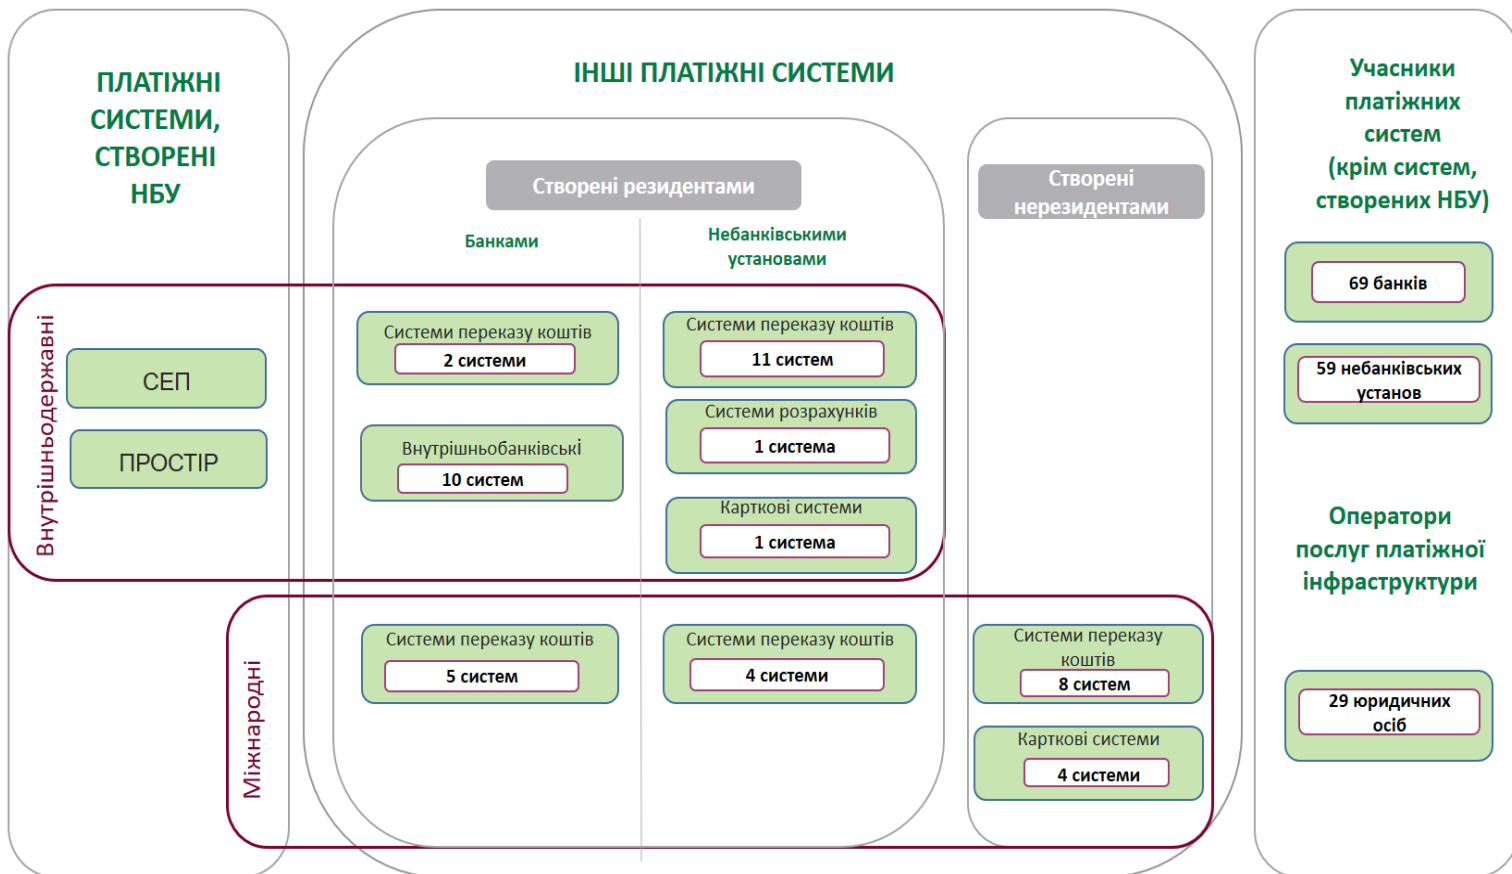 ПЛАТІЖНІ
СИСТЕМИ,
СТВОРЕНІ
НБУ
ІНШІ ПЛАТІЖНІ СИСТЕМИ
Створені резидентами
Створені
нерезидентами
Банками
Небанківськими
установами
Внутрішньодержавні
СЕП
ПРОСТІР
Системи переказу коштів
2 системи
Внутрішньобанківські
10 систем
Системи переказу коштів
11 систем
Системи розрахунків
1 система
Карткові системи
1 система
Міжнародні
Системи переказу коштів
5 систем
Системи переказу коштів
4 системи
Системи переказу
коштів
8 систем
Карткові системи
4 системи
Учасники
платіжних
систем
(крім систем,
створених НБУ)
69 банків
59 небанківських
установ
Оператори
послуг платіжної
інфраструктури
29 юридичних
осіб